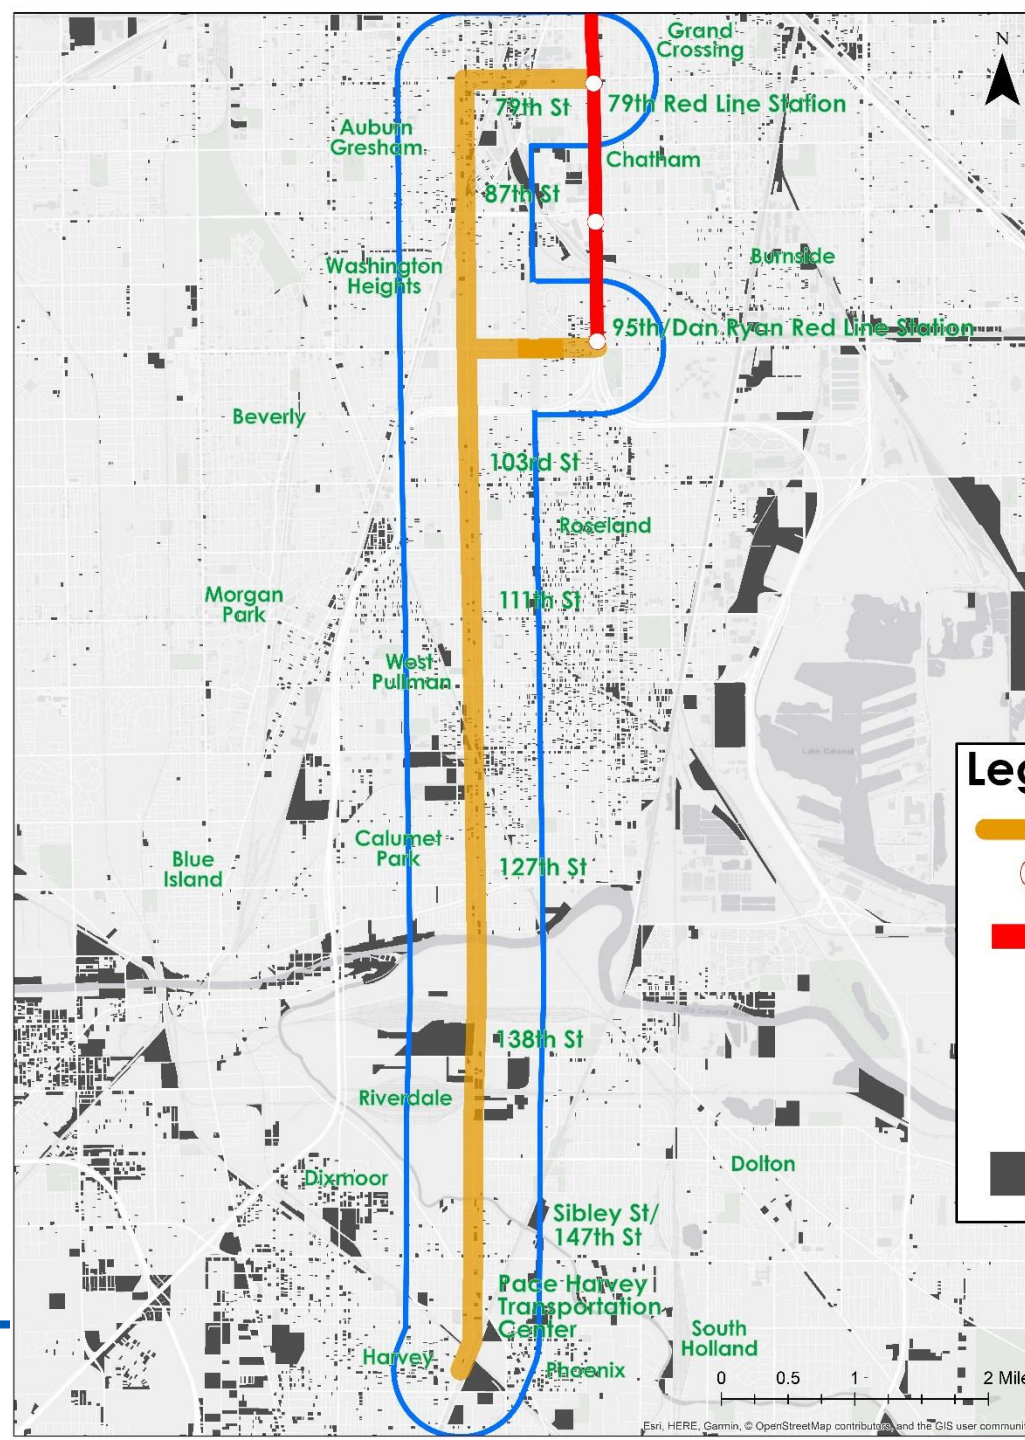 Grand
Crossing
N
79th St
79th Red Line Station
Auburn
Gresham
Chatham
87th St
Washington
Heights
Burnside
95th/Dan Ryan Red Line Station
Beverly
103rd St
Roseland
Morgan
Park
111th St
West
Pullman
Lake Calumet
Leg
Calumet
Park
Blue
Island
127th St
138th St
Riverdale
Dixmoor
Dolton
Sibley St/
147th St
Pace Harvey
Transportation
Center
South
Holland
Harvey
Phoenix
0 0.5 1 2 Mile
Esri, HERE, Garmin, © OpenStreetMap contributors, and the GIS user communit